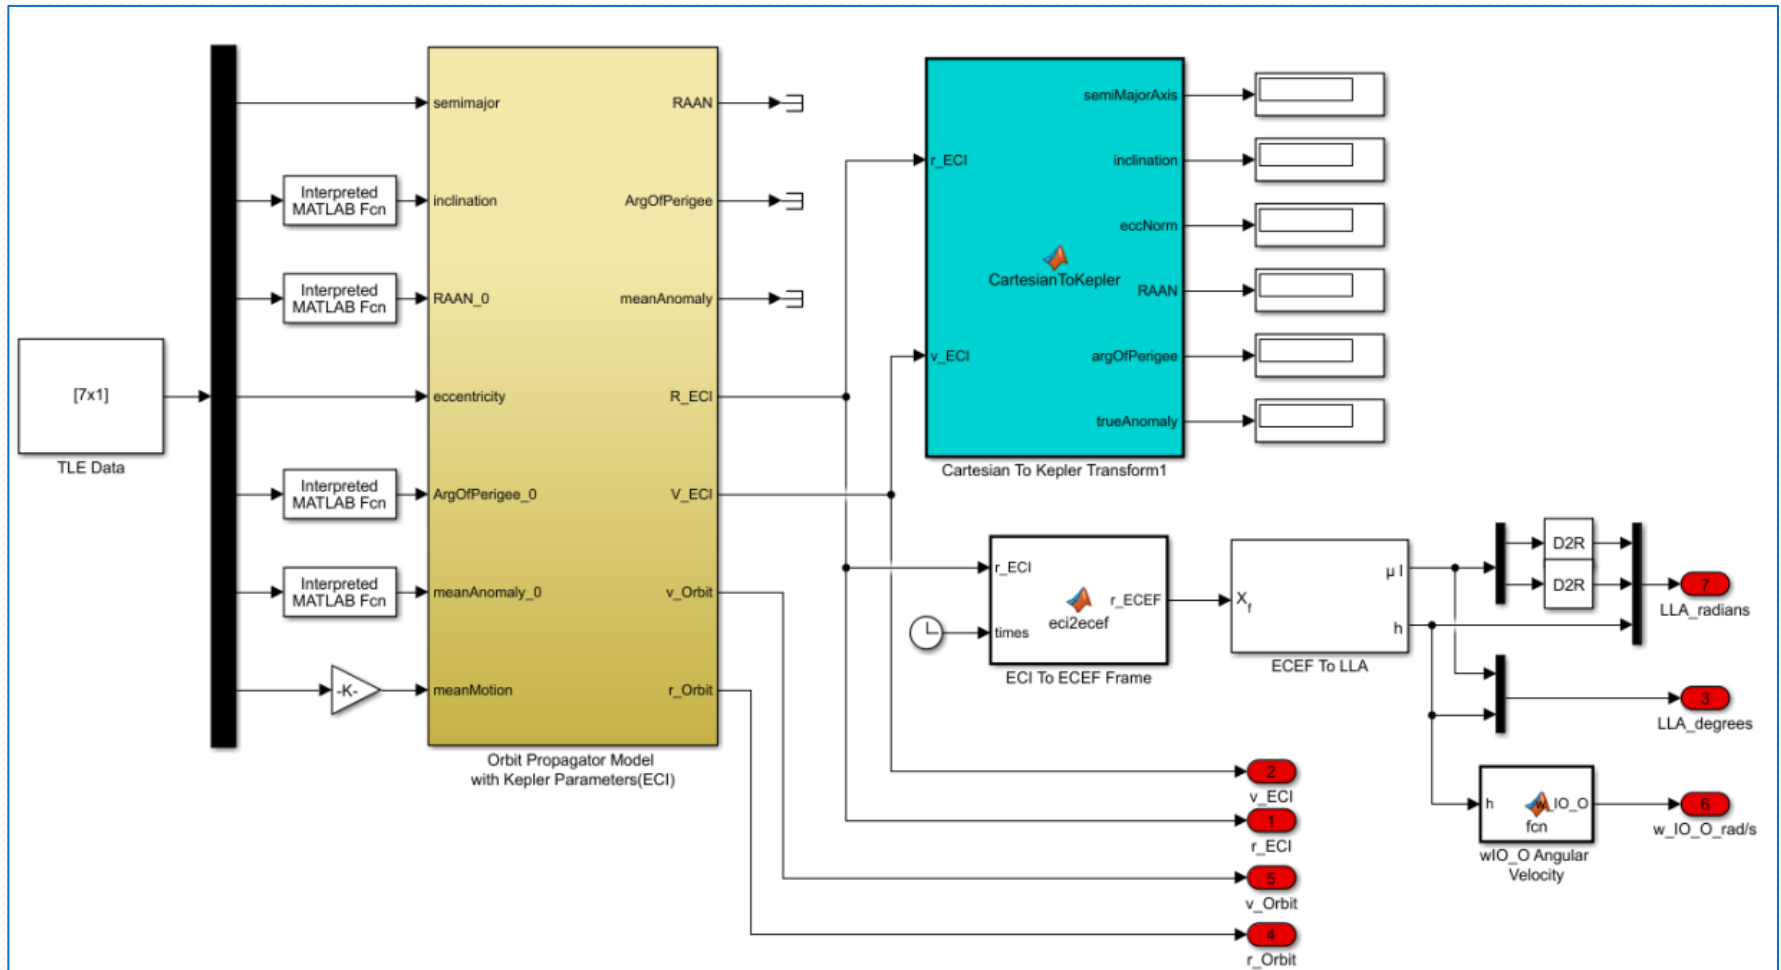 [7x1]
TLE Data
Interpreted
MATLAB Fcn
Interpreted
MATLAB Fcn
Interpreted
MATLAB Fcn
Interpreted
MATLAB Fcn
-K-
semimajor
inclination
RAAN_0
eccentricity
ArgOfPerigee_0
meanAnomaly_0
meanMotion
RAAN
ArgOfPerigee
meanAnomaly
R_ECI
V_ECI
v_Orbit
r_Orbit
Orbit Propagator Model
with Kepler Parameters(ECI)
r_ECI
v_ECI
CartesianToKepler
semiMajorAxis
inclination
eccNorm
RAAN
argOfPerigee
trueAnomaly
Cartesian To Kepler Transform1
r_ECI
times
eci2ecef
r_ECEF
ECI To ECEF Frame
X_f
μ l
h
ECEF To LLA
D2R
D2R
7
LLA_radians
3
LLA_degrees
h
w_IO_O
fcn
wIO_O Angular
Velocity
6
w_IO_O_rad/s
2
v_ECI
1
r_ECI
5
v_Orbit
4
r_Orbit